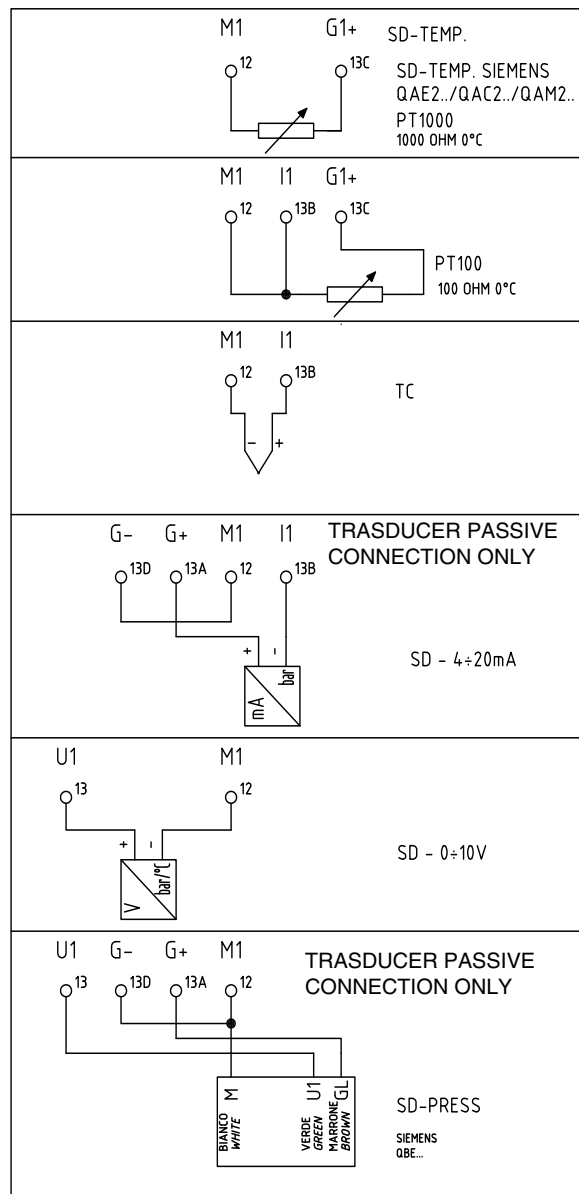 M1 G1+ SD-TEMP.
12 13C SD-TEMP. SIEMENS
QAE2../QAC2../QAM2..
PT1000
1000 OHM 0°C
M1 I1 G1+
12 13B 13C
PT100
100 OHM 0°C
M1 I1
12 13B
TC
- +
G- G+ M1 I1 TRASDUCER PASSIVE
CONNECTION ONLY
13D 13A 12 13B
+ -
mA bar
SD - 4÷20mA
U1 M1
13 12
+ -
V bar/°C
SD - 0÷10V
U1 G- G+ M1 TRASDUCER PASSIVE
CONNECTION ONLY
13 13D 13A 12
M U1 GL
BIANCO VERDE MARRONE
WHITE GREEN BROWN
SD-PRESS
SIEMENS
QBE...